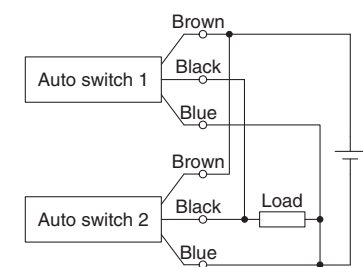 Brown
Auto switch 1
Black
Blue
Brown
Auto switch 2
Black
Load
Blue